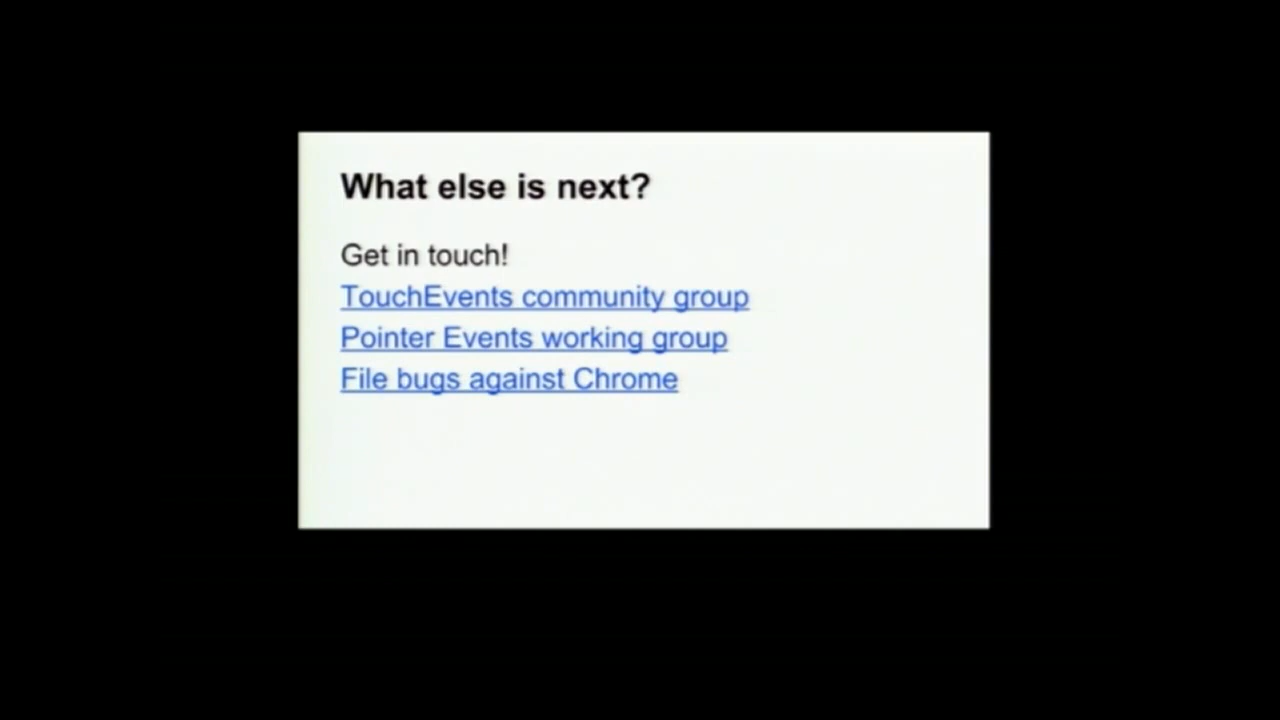 What else is next?
Get in touch!
TouchEvents community group
Pointer Events working group
File bugs against Chrome